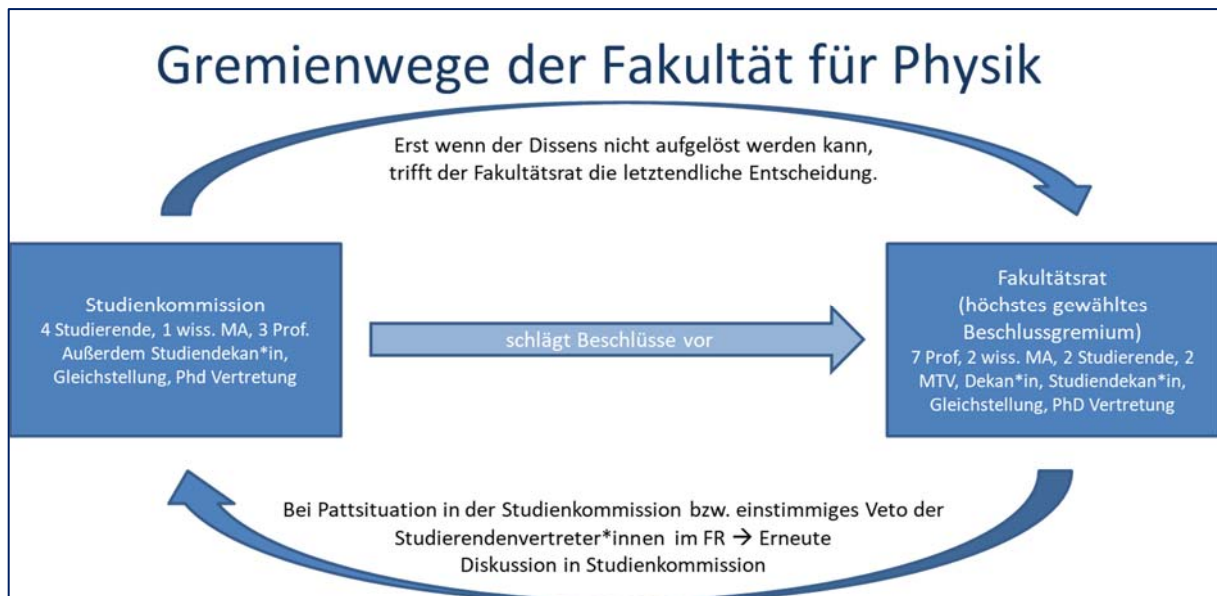 Gremienwege der Fakultät für Physik
Erst wenn der Dissens nicht aufgelöst werden kann,
trifft der Fakultätsrat die letztendliche Entscheidung.
Studienkommission
4 Studierende, 1 wiss. MA, 3 Prof.
Außerdem Studiendekan*in,
Gleichstellung, Phd Vertretung
schlägt Beschlüsse vor
Fakultätsrat
(höchstes gewähltes
Beschlussgremium)
7 Prof, 2 wiss. MA, 2 Studierende, 2
MTV, Dekan*in, Studiendekan*in,
Gleichstellung, PhD Vertretung
Bei Pattsituation in der Studienkommission bzw. einstimmiges Veto der
Studierendenvertreter*innen im FR → Erneute
Diskussion in Studienkommission